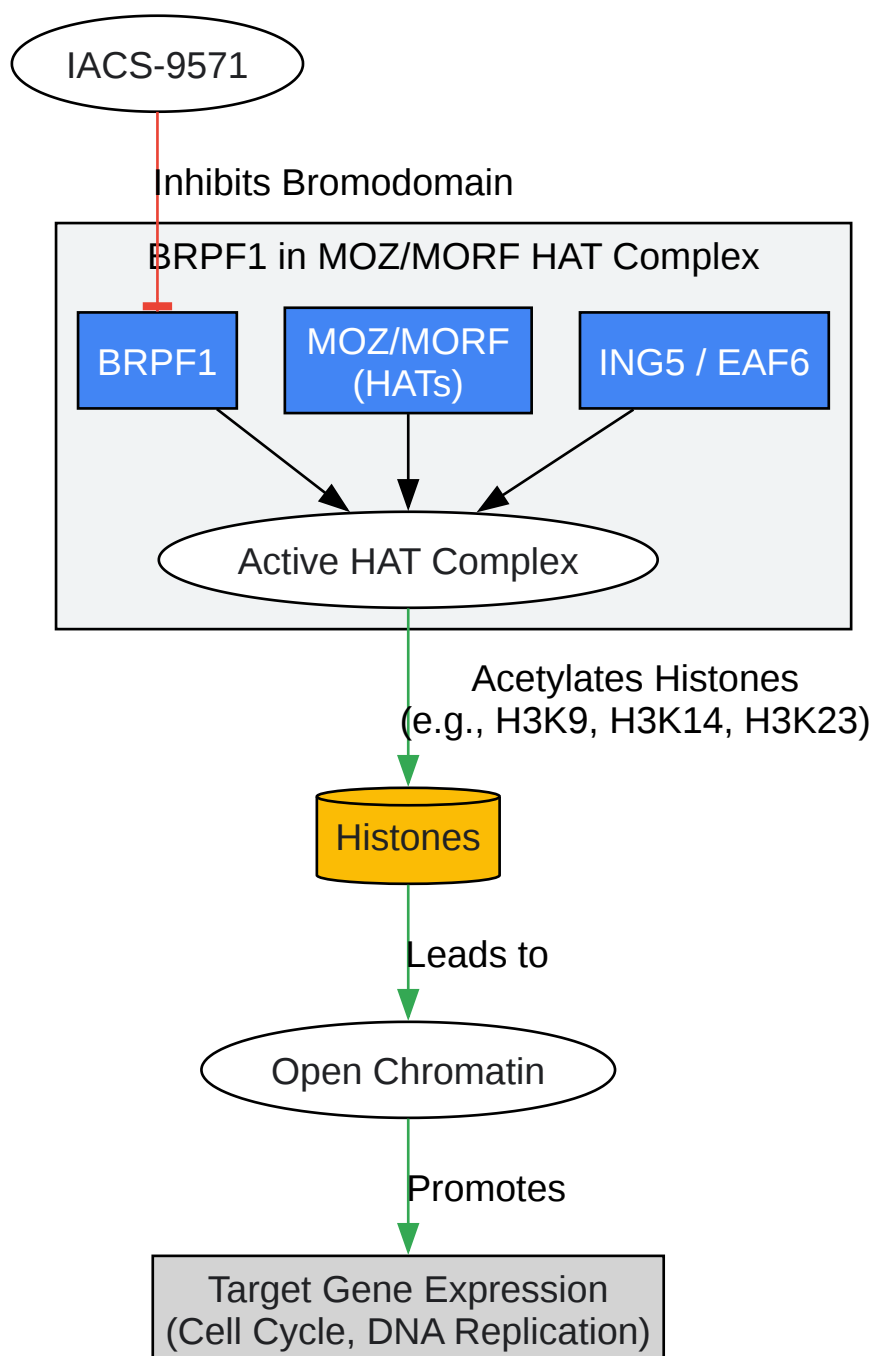 IACS-9571
Inhibits Bromodomain
BRPF1 in MOZ/MORF HAT Complex
BRPF1
MOZ/MORF
(HATs)
ING5 / EAF6
Active HAT Complex
Acetylates Histones
(e.g., H3K9, H3K14, H3K23)
Histones
Leads to
Open Chromatin
Promotes
Target Gene Expression
(Cell Cycle, DNA Replication)